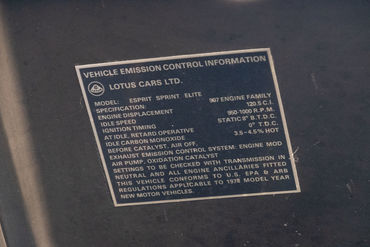 VEHICLE EMISSION CONTROL INFORMATION
LOTUS CARS LTD.
MODEL: ESPRIT SPRINT ELITE
SPECIFICATION: 907 ENGINE FAMILY
ENGINE DISPLACEMENT 120.5 C.I.
IDLE SPEED 950-1000 R.P.M.
IGNITION TIMING STATIC 8° B.T.D.C.
AT IDLE, RETARD OPERATIVE 0° T.D.C.
IDLE CARBON MONOXIDE 3.5-4.5% HOT
BEFORE CATALYST, AIR OFF.
EXHAUST EMISSION CONTROL SYSTEM: ENGINE MOD
AIR PUMP, OXIDATION CATALYST
SETTINGS TO BE CHECKED WITH TRANSMISSION IN
NEUTRAL AND ALL ENGINE ANCILLARIES FITTED
THIS VEHICLE CONFORMS TO U.S. EPA & ARB
REGULATIONS APPLICABLE TO 1978 MODEL YEAR
NEW MOTOR VEHICLES.